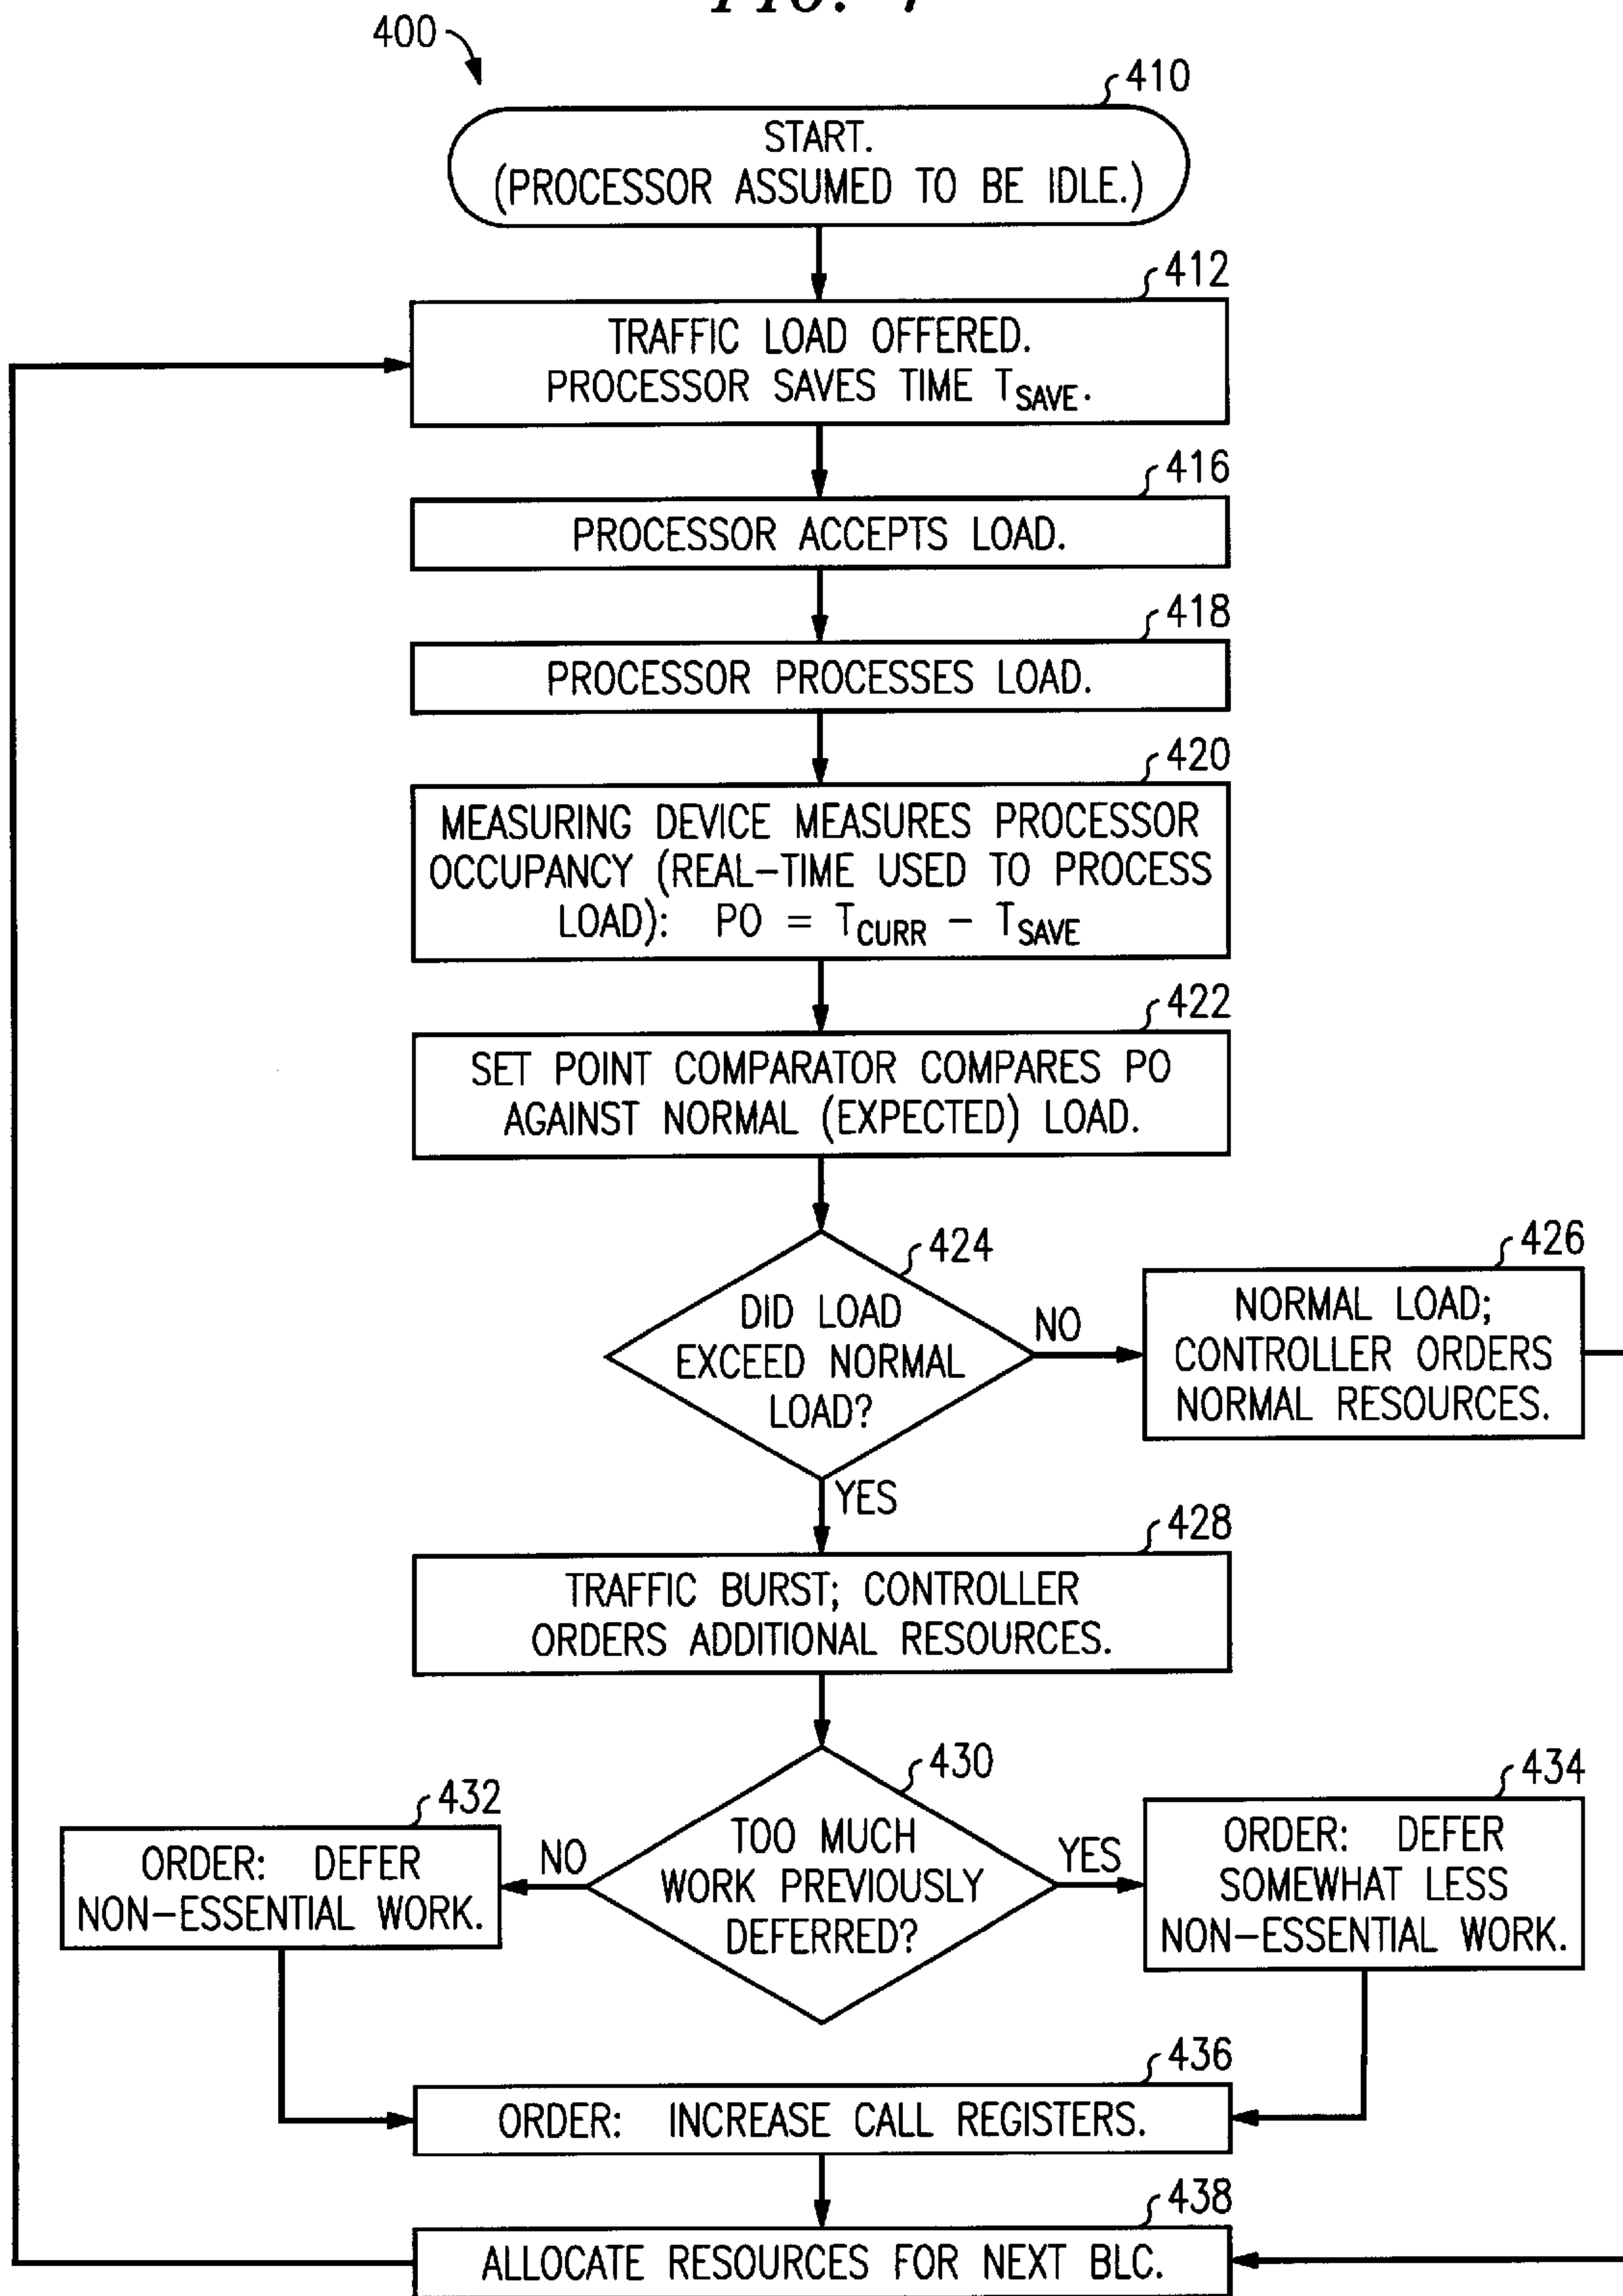 FIG. 4
400
410
START.
(PROCESSOR ASSUMED TO BE IDLE.)
412
TRAFFIC LOAD OFFERED.
PROCESSOR SAVES TIME TSAVE.
416
PROCESSOR ACCEPTS LOAD.
418
PROCESSOR PROCESSES LOAD.
420
MEASURING DEVICE MEASURES PROCESSOR
OCCUPANCY (REAL-TIME USED TO PROCESS
LOAD): PO = TCURR - TSAVE
422
SET POINT COMPARATOR COMPARES PO
AGAINST NORMAL (EXPECTED) LOAD.
424
DID LOAD
EXCEED NORMAL
LOAD?
NO
426
NORMAL LOAD;
CONTROLLER ORDERS
NORMAL RESOURCES.
YES
428
TRAFFIC BURST; CONTROLLER
ORDERS ADDITIONAL RESOURCES.
430
TOO MUCH
WORK PREVIOUSLY
DEFERRED?
NO
432
ORDER: DEFER
NON-ESSENTIAL WORK.
YES
434
ORDER: DEFER
SOMEWHAT LESS
NON-ESSENTIAL WORK.
436
ORDER: INCREASE CALL REGISTERS.
438
ALLOCATE RESOURCES FOR NEXT BLC.